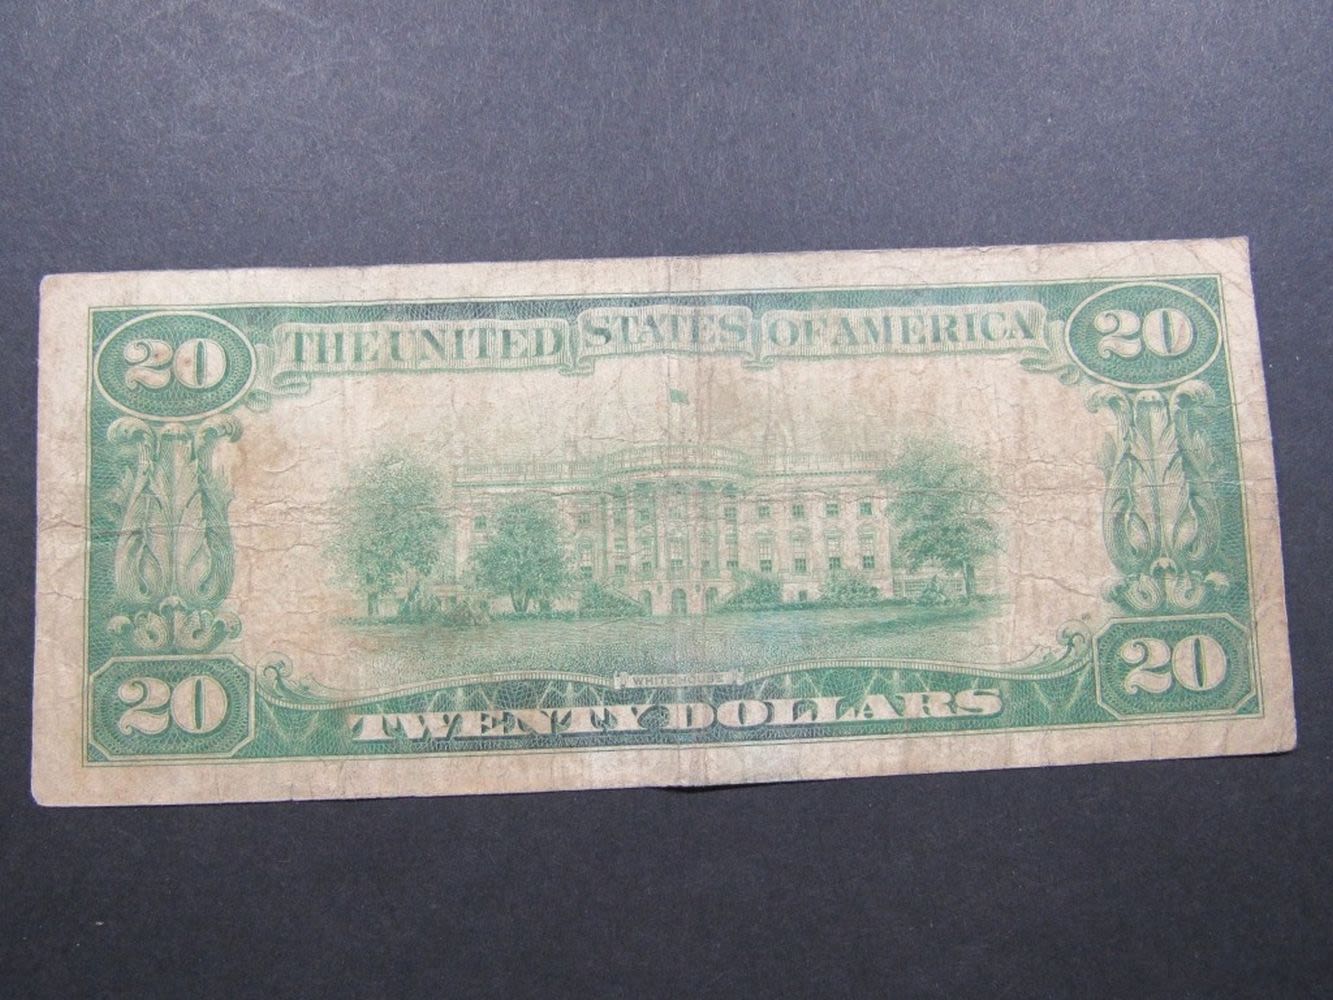 20 THE UNITED STATES OF AMERICA 20
WHITE HOUSE
20 TWENTY DOLLARS 20